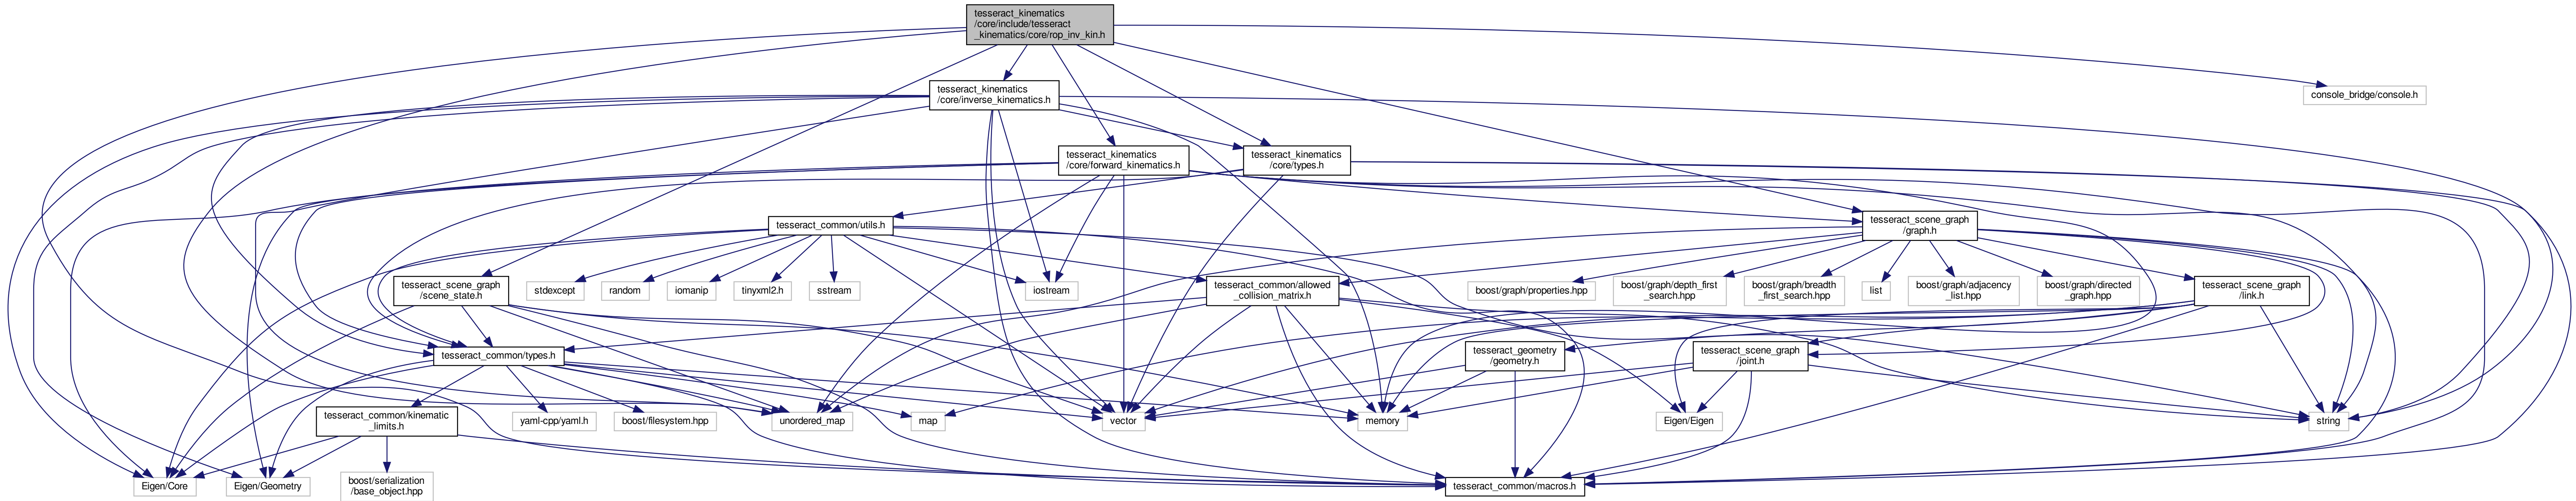 tesseract_kinematics
/core/include/tesseract
_kinematics/core/rop_inv_kin.h
tesseract_kinematics
/core/inverse_kinematics.h
console_bridge/console.h
tesseract_kinematics
/core/forward_kinematics.h
tesseract_kinematics
/core/types.h
tesseract_common/utils.h
tesseract_scene_graph
/graph.h
tesseract_scene_graph
/scene_state.h
stdexcept
random
iomanip
tinyxml2.h
sstream
iostream
tesseract_common/allowed
_collision_matrix.h
boost/graph/properties.hpp
boost/graph/depth_first
_search.hpp
boost/graph/breadth
_first_search.hpp
list
boost/graph/adjacency
_list.hpp
boost/graph/directed
_graph.hpp
tesseract_scene_graph
/link.h
tesseract_common/types.h
tesseract_geometry
/geometry.h
tesseract_scene_graph
/joint.h
tesseract_common/kinematic
_limits.h
yaml-cpp/yaml.h
boost/filesystem.hpp
unordered_map
map
vector
memory
Eigen/Eigen
string
Eigen/Core
Eigen/Geometry
boost/serialization
/base_object.hpp
tesseract_common/macros.h